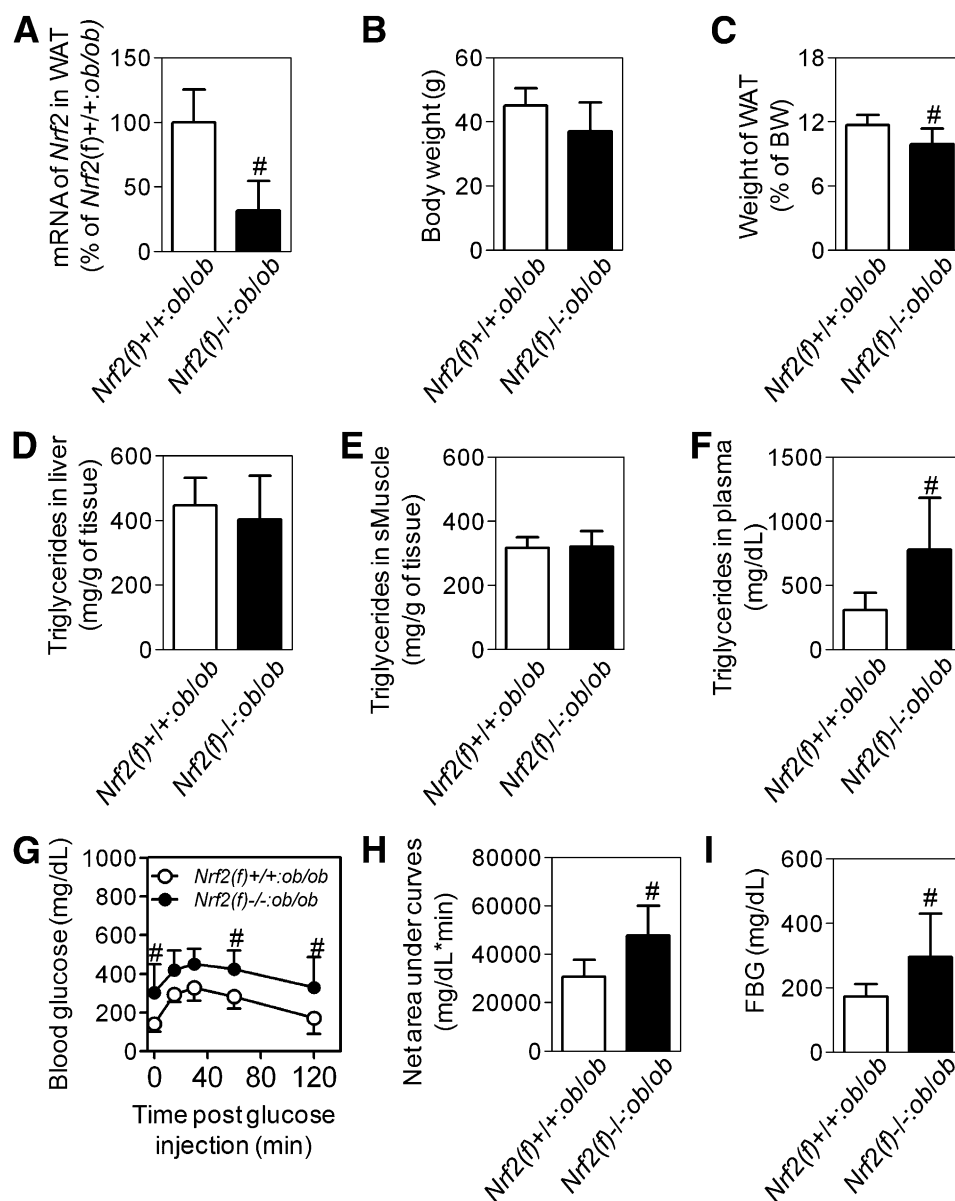 A
mRNA of Nrf2 in WAT
(% of Nrf2(f)+/+:ob/ob)
150
100
50
0
#
Nrf2(f)+/+:ob/ob
Nrf2(f)-/-:ob/ob
B
Body weight (g)
60
40
20
0
Nrf2(f)+/+:ob/ob
Nrf2(f)-/-:ob/ob
C
Weight of WAT
(% of BW)
18
12
6
0
#
Nrf2(f)+/+:ob/ob
Nrf2(f)-/-:ob/ob
D
Triglycerides in liver
(mg/g of tissue)
600
400
200
0
Nrf2(f)+/+:ob/ob
Nrf2(f)-/-:ob/ob
E
Triglycerides in sMuscle
(mg/g of tissue)
600
400
200
0
Nrf2(f)+/+:ob/ob
Nrf2(f)-/-:ob/ob
F
Triglycerides in plasma
(mg/dL)
1500
1000
500
0
#
Nrf2(f)+/+:ob/ob
Nrf2(f)-/-:ob/ob
G
Blood glucose (mg/dL)
1000
800
600
400
200
0
Nrf2(f)+/+:ob/ob
Nrf2(f)-/-:ob/ob
# # #
0 40 80 120
Time post glucose
injection (min)
H
Net area under curves
(mg/dL*min)
80000
60000
40000
20000
0
#
Nrf2(f)+/+:ob/ob
Nrf2(f)-/-:ob/ob
I
FBG (mg/dL)
600
400
200
0
#
Nrf2(f)+/+:ob/ob
Nrf2(f)-/-:ob/ob